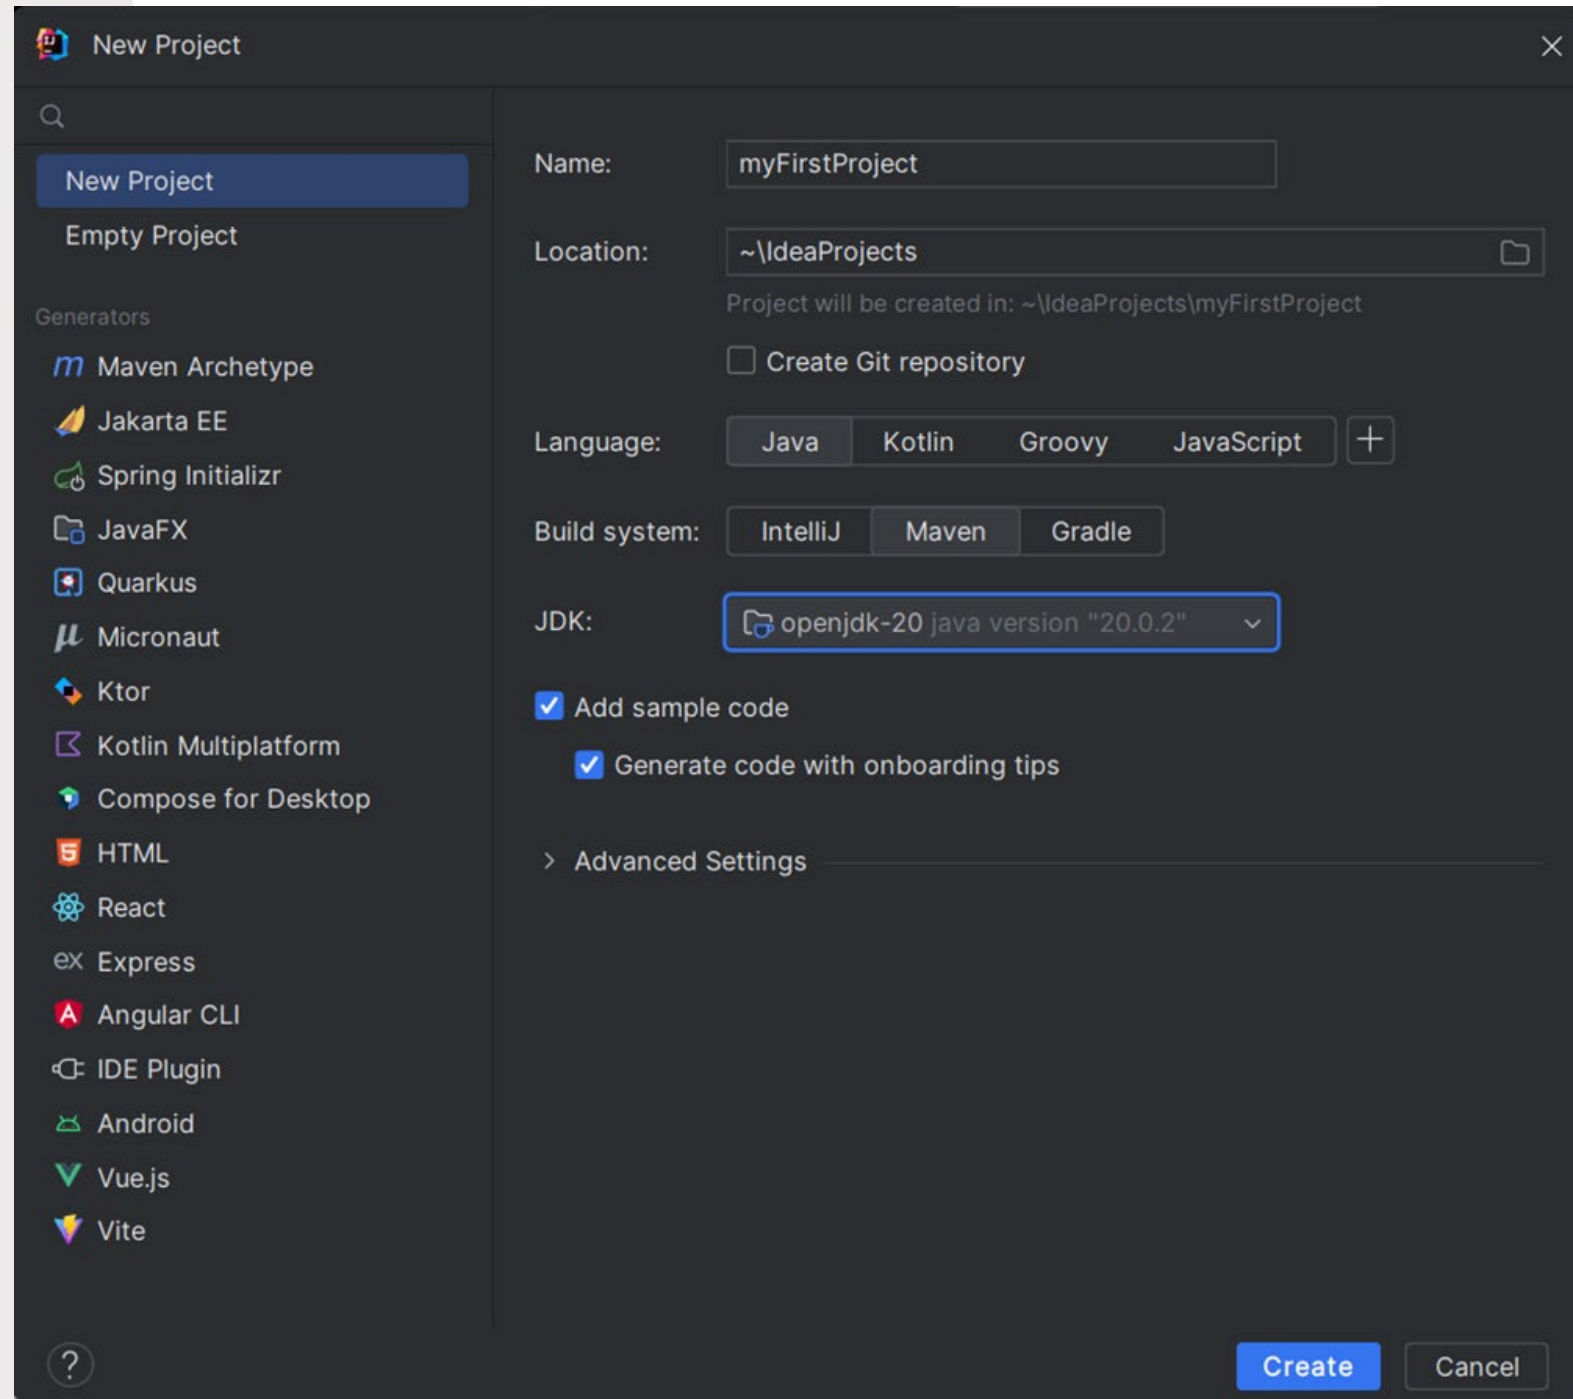 New Project
New Project
Empty Project
Generators
Maven Archetype
Jakarta EE
Spring Initializr
JavaFX
Quarkus
Micronaut
Ktor
Kotlin Multiplatform
Compose for Desktop
HTML
React
ex Express
Angular CLI
IDE Plugin
Android
Vue.js
Vite
Name: myFirstProject
Location: ~\IdeaProjects
Project will be created in: ~\IdeaProjects\myFirstProject
Create Git repository
Language: Java Kotlin Groovy JavaScript +
Build system: IntelliJ Maven Gradle
JDK: openjdk-20 java version "20.0.2"
Add sample code
Generate code with onboarding tips
Advanced Settings
? Create Cancel